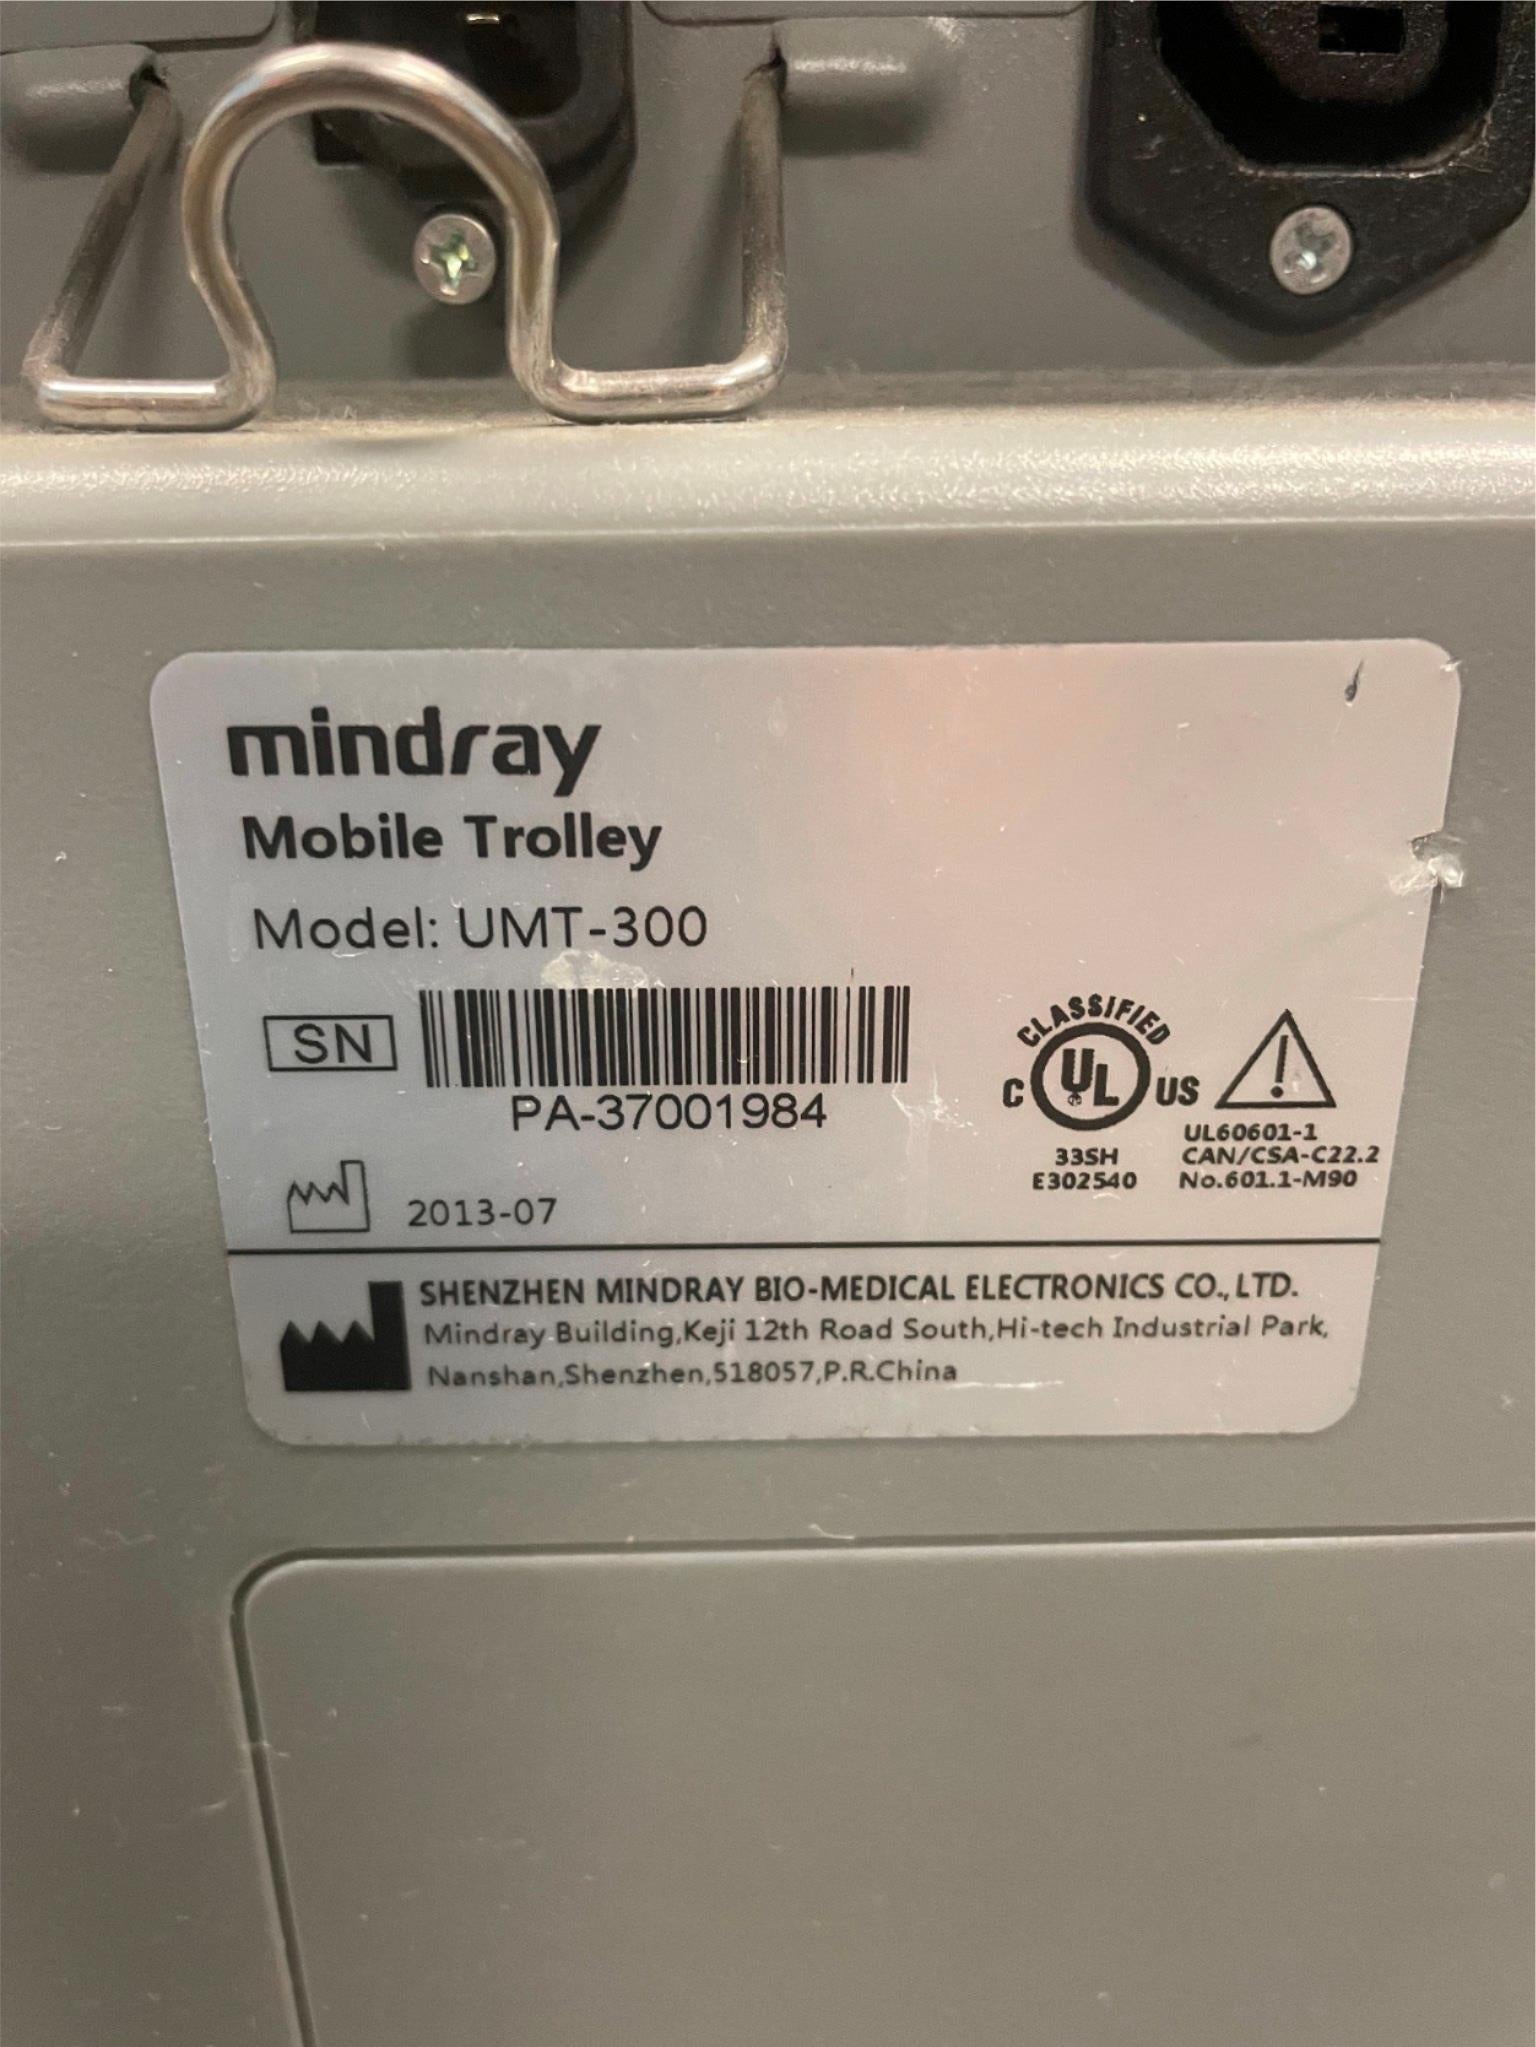 mindray
Mobile Trolley
Model: UMT-300
SN
PA-37001984
2013-07
CLASSIFIED
C UL US
33SH
E302540
UL60601-1
CAN/CSA-C22.2
No.601.1-M90
SHENZHEN MINDRAY BIO-MEDICAL ELECTRONICS CO.,LTD.
Mindray Building,Keji 12th Road South,Hi-tech Industrial Park,
Nanshan,Shenzhen,518057,P.R.China